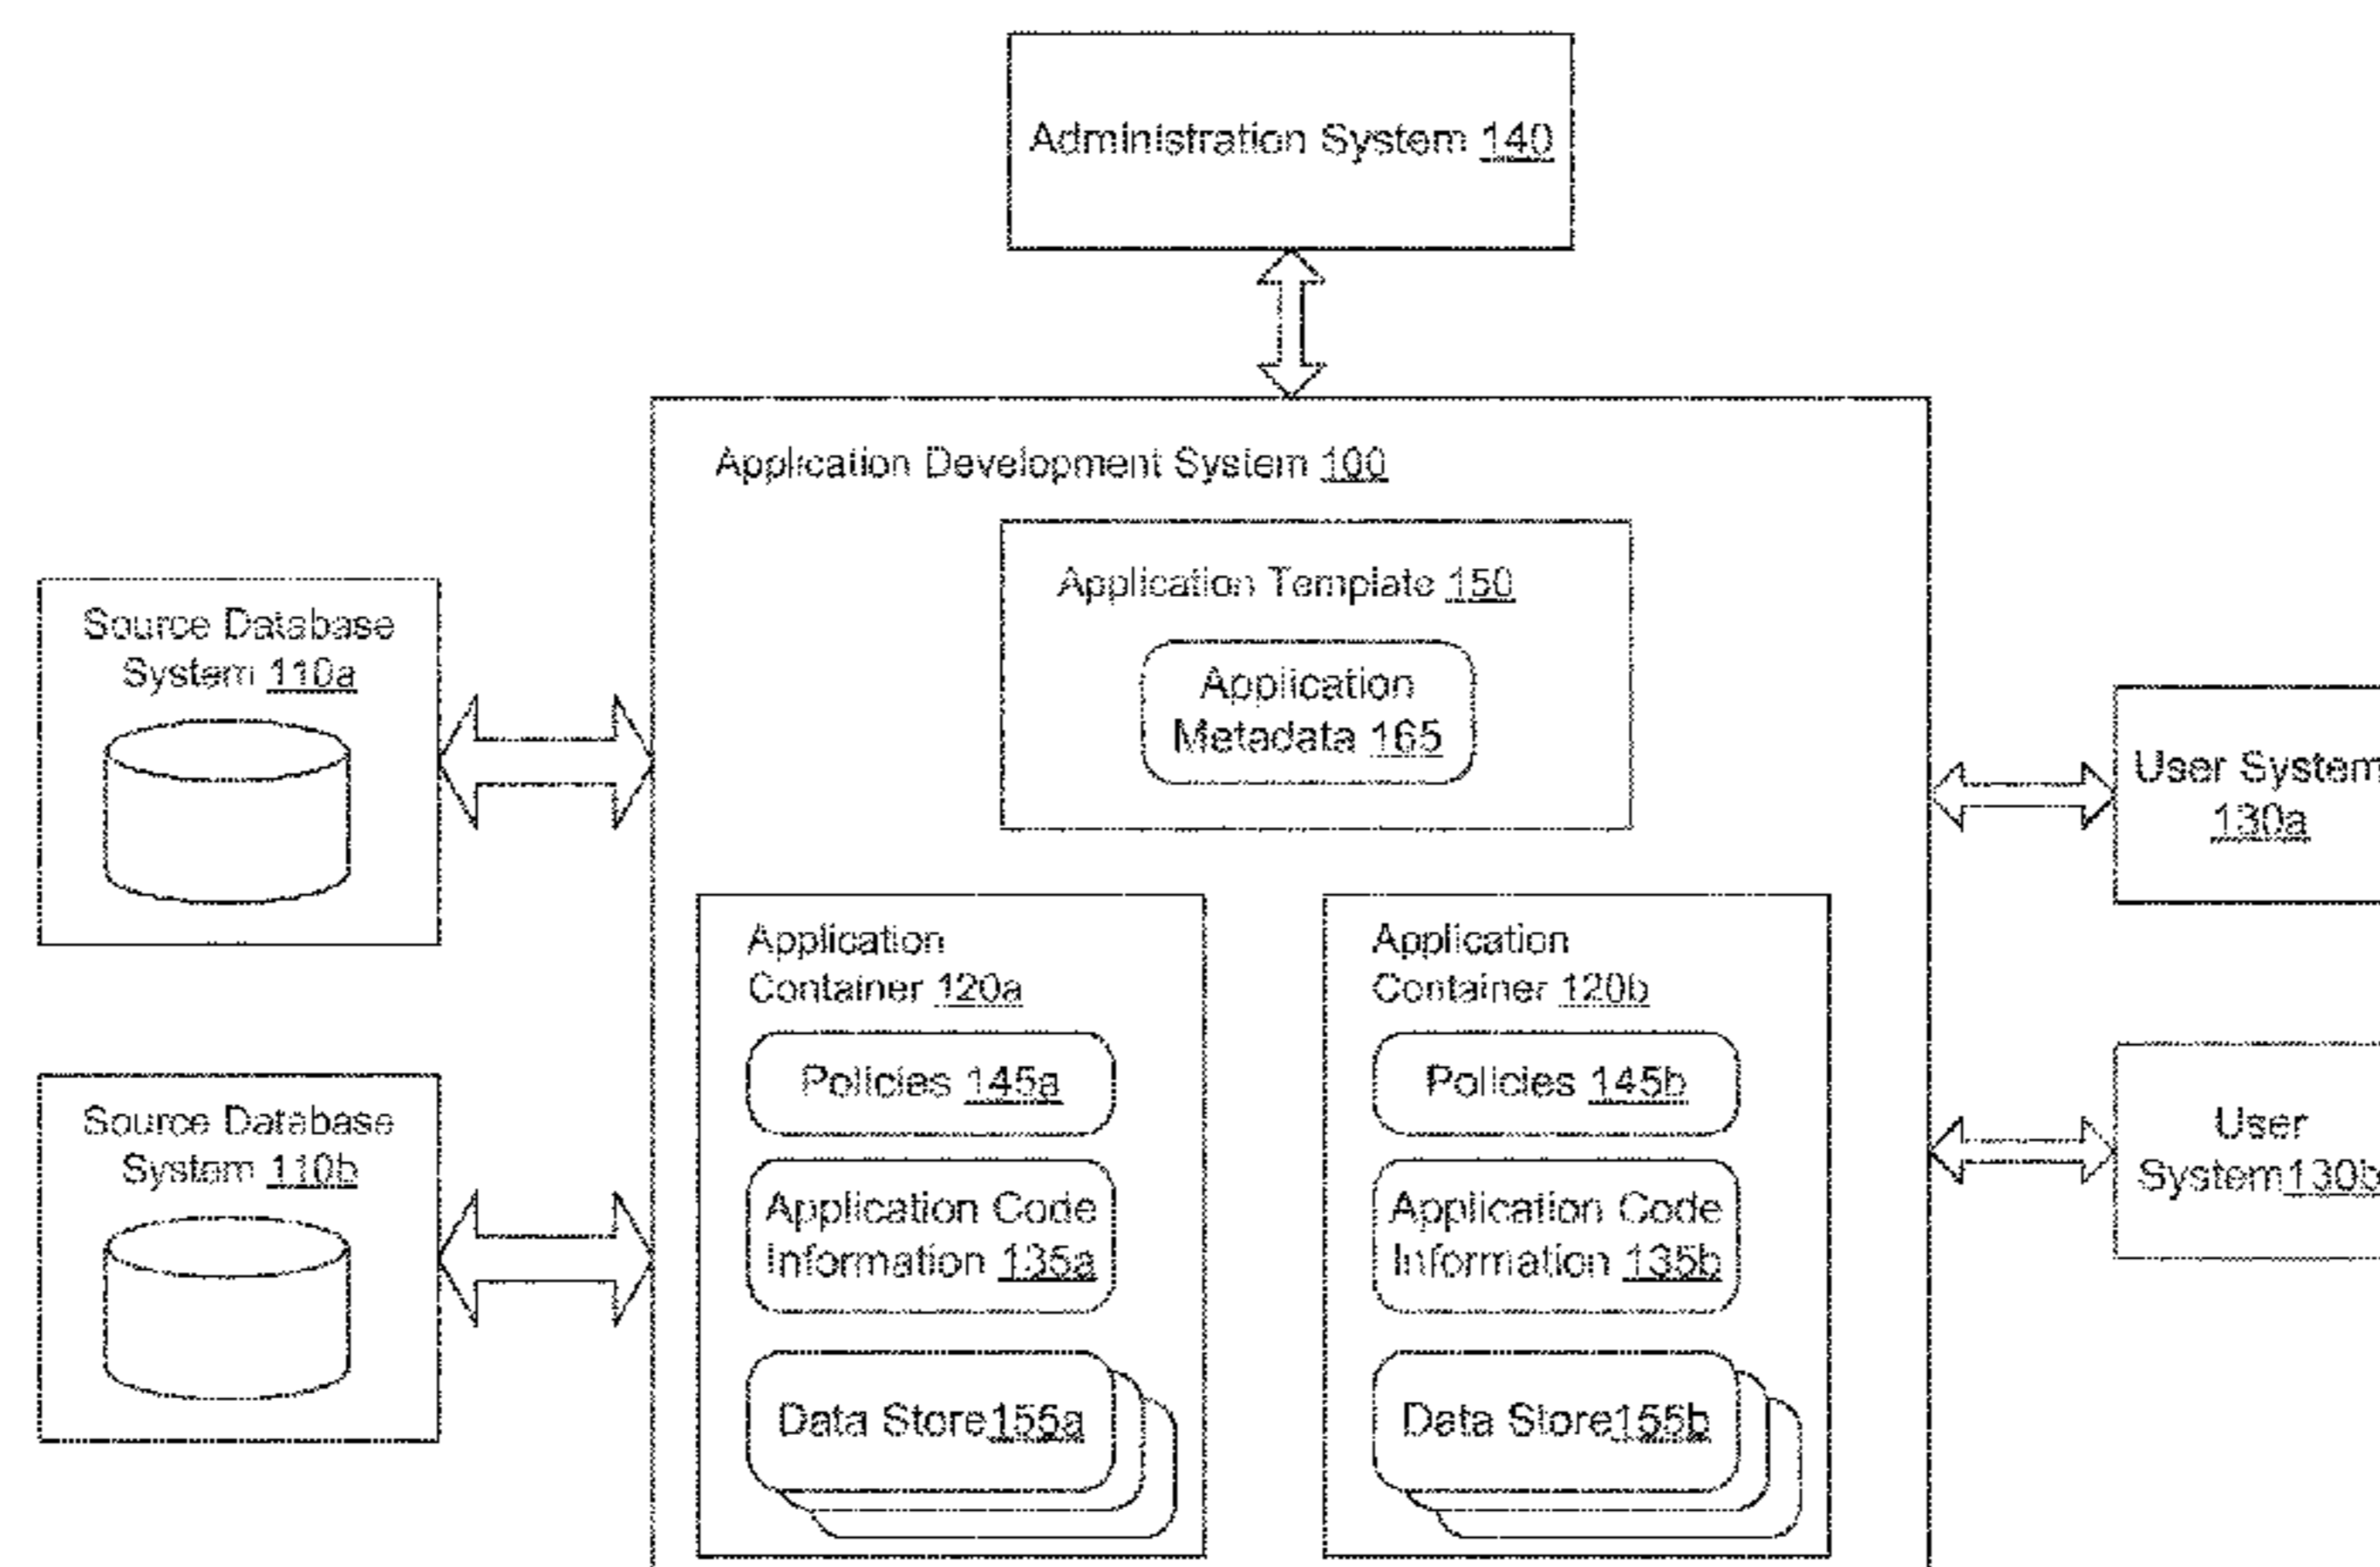 Administration System 140
Application Development System 100
Application Template 150
Application
Metadata 165
Source Database
System 110a
Source Database
System 110b
Application
Container 120a
Policies 145a
Application Code
Information 135a
Data Store155a
Application
Container 120b
Policies 145b
Application Code
Information 135b
Data Store155b
User System
130a
User
System130b